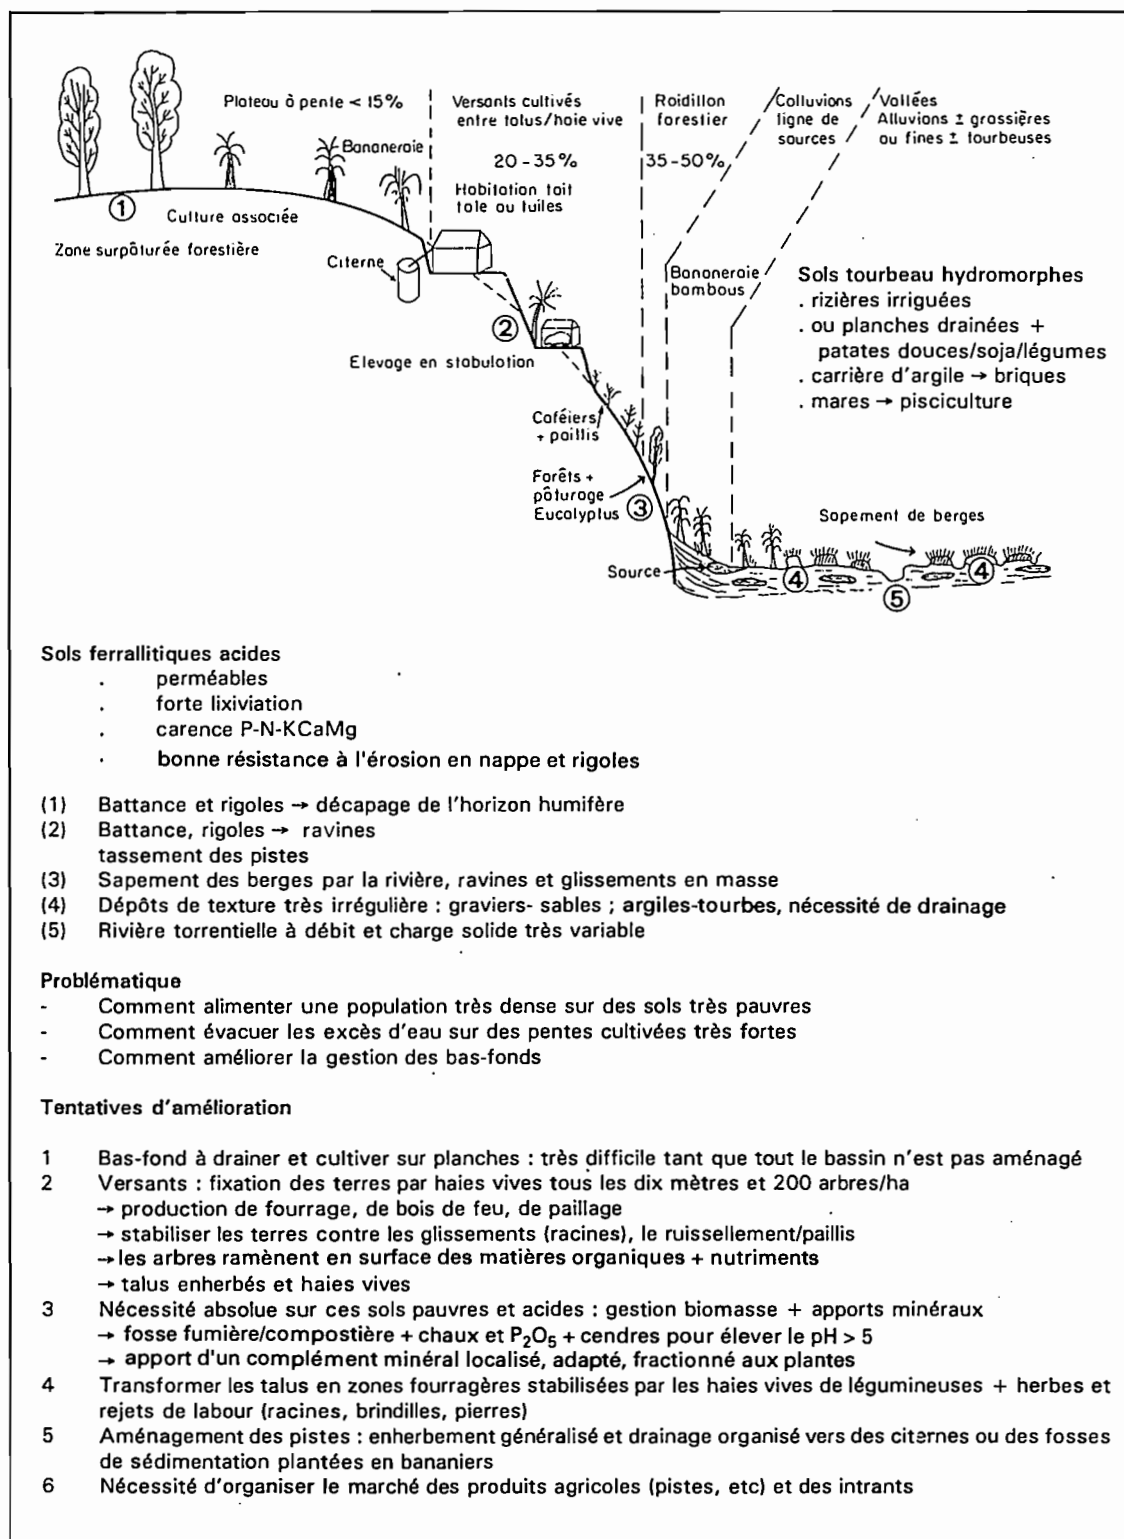 Plateau à pente < 15%
Versants cultivés
entre talus/haie vive
20-35%
Habitation toit
tole ou tuiles
Roidillon
forestier
35-50%
Colluvions
ligne de
sources
Vallées
Alluvions ± grossières
ou fines ± tourbeuses
Bananeraie
1
Culture associée
Zone surpâturée forestière
Citerne
2
Elevage en stabulation
Bananeraie
bambous
Sols tourbeau hydromorphes
. rizières irriguées
. ou planches drainées +
patates douces/soja/légumes
. carrière d'argile → briques
. mares → pisciculture
Caféiers
+ paillis
Forêts +
pâturage
Eucalyptus
3
Sapement de berges
Source
4
4
5
Sols ferrallitiques acides
. perméables
. forte lixiviation
. carence P-N-KCaMg
. bonne résistance à l'érosion en nappe et rigoles
(1) Battance et rigoles → décapage de l'horizon humifère
(2) Battance, rigoles → ravines
tassement des pistes
(3) Sapement des berges par la rivière, ravines et glissements en masse
(4) Dépôts de texture très irrégulière : graviers- sables ; argiles-tourbes, nécessité de drainage
(5) Rivière torrentielle à débit et charge solide très variable
Problématique
- Comment alimenter une population très dense sur des sols très pauvres
- Comment évacuer les excès d'eau sur des pentes cultivées très fortes
- Comment améliorer la gestion des bas-fonds
Tentatives d'amélioration
1 Bas-fond à drainer et cultiver sur planches : très difficile tant que tout le bassin n'est pas aménagé
2 Versants : fixation des terres par haies vives tous les dix mètres et 200 arbres/ha
→ production de fourrage, de bois de feu, de paillage
→ stabiliser les terres contre les glissements (racines), le ruissellement/paillis
→ les arbres ramènent en surface des matières organiques + nutriments
→ talus enherbés et haies vives
3 Nécessité absolue sur ces sols pauvres et acides : gestion biomasse + apports minéraux
→ fosse fumière/compostière + chaux et P₂O₅ + cendres pour élever le pH > 5
→ apport d'un complément minéral localisé, adapté, fractionné aux plantes
4 Transformer les talus en zones fourragères stabilisées par les haies vives de légumineuses + herbes et
rejets de labour (racines, brindilles, pierres)
5 Aménagement des pistes : enherbement généralisé et drainage organisé vers des citernes ou des fosses
de sédimentation plantées en bananiers
6 Nécessité d'organiser le marché des produits agricoles (pistes, etc) et des intrants